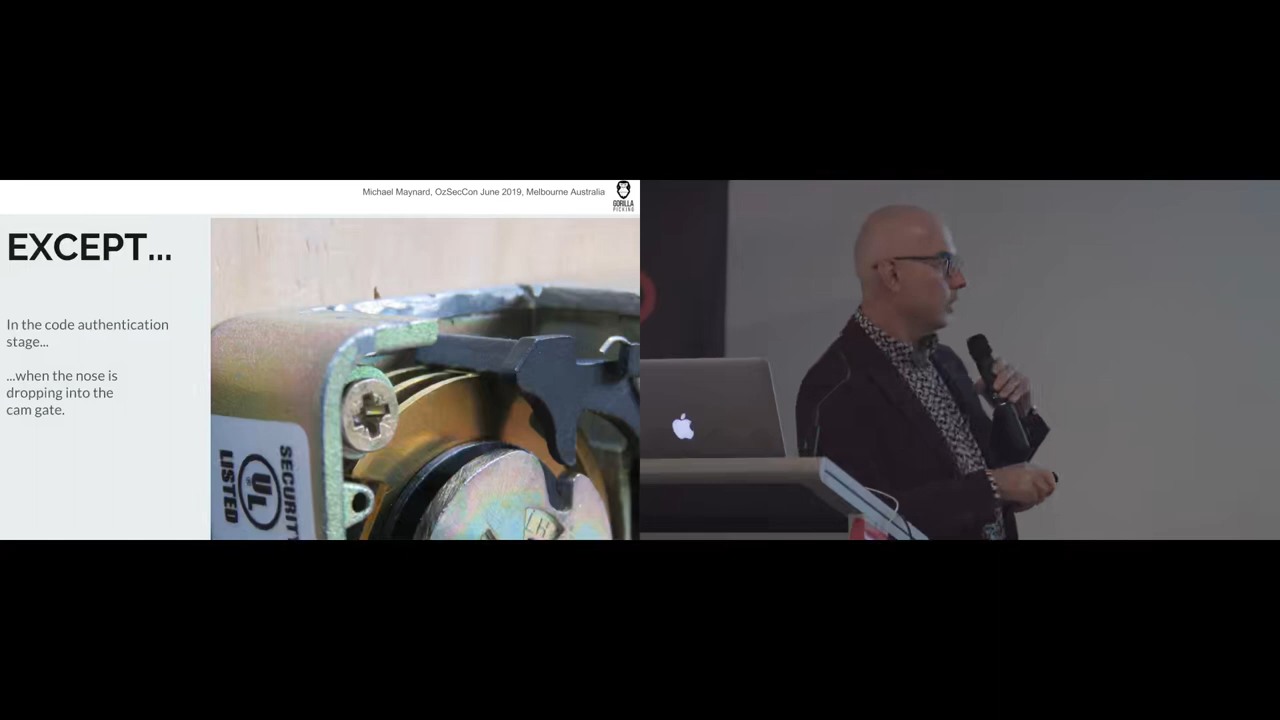 Michael Maynard, OzSecCon June 2019, Melbourne Australia
GORILLA
PICKING
EXCEPT...
In the code authentication
stage...
...when the nose is
dropping into the
cam gate.
SECURIT
UL
LISTED
LH